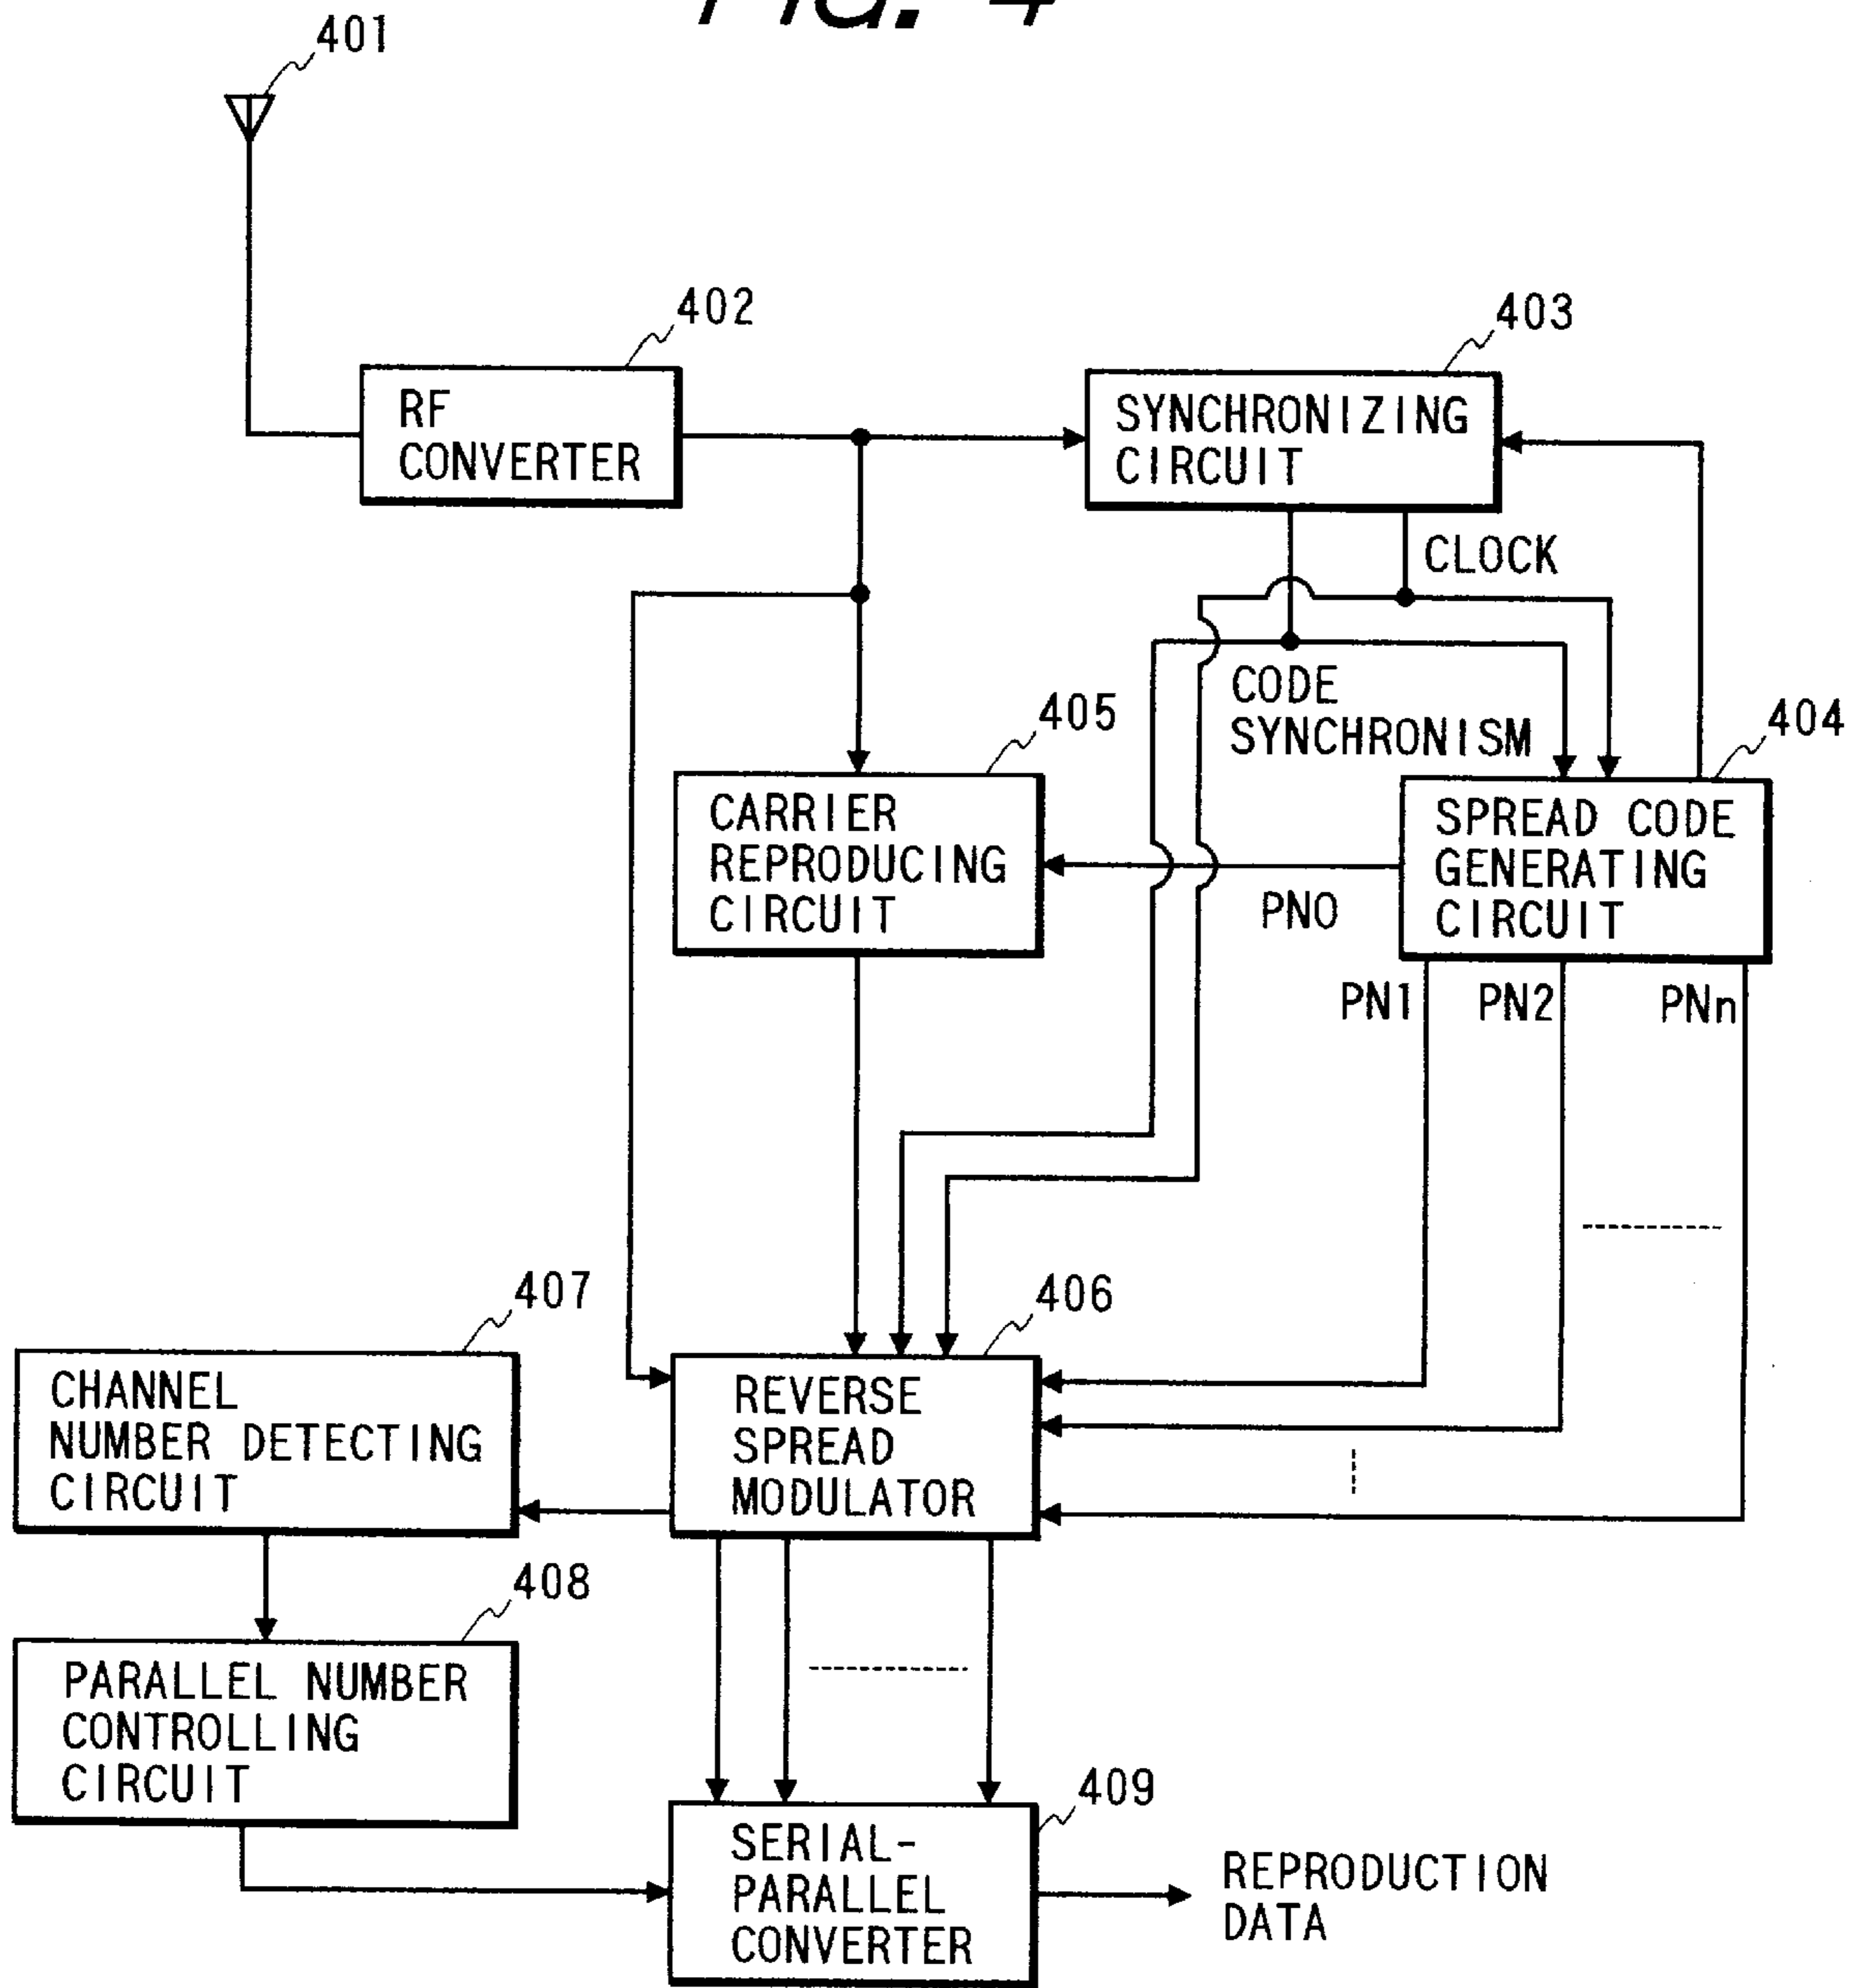 FIG. 4
401
402
403
RF
CONVERTER
SYNCHRONIZING
CIRCUIT
CLOCK
CODE
SYNCHRONISM
405
404
CARRIER
REPRODUCING
CIRCUIT
SPREAD CODE
GENERATING
CIRCUIT
PN0
PN1
PN2
PNn
407
406
CHANNEL
NUMBER DETECTING
CIRCUIT
REVERSE
SPREAD
MODULATOR
408
PARALLEL NUMBER
CONTROLLING
CIRCUIT
409
SERIAL-
PARALLEL
CONVERTER
REPRODUCTION
DATA